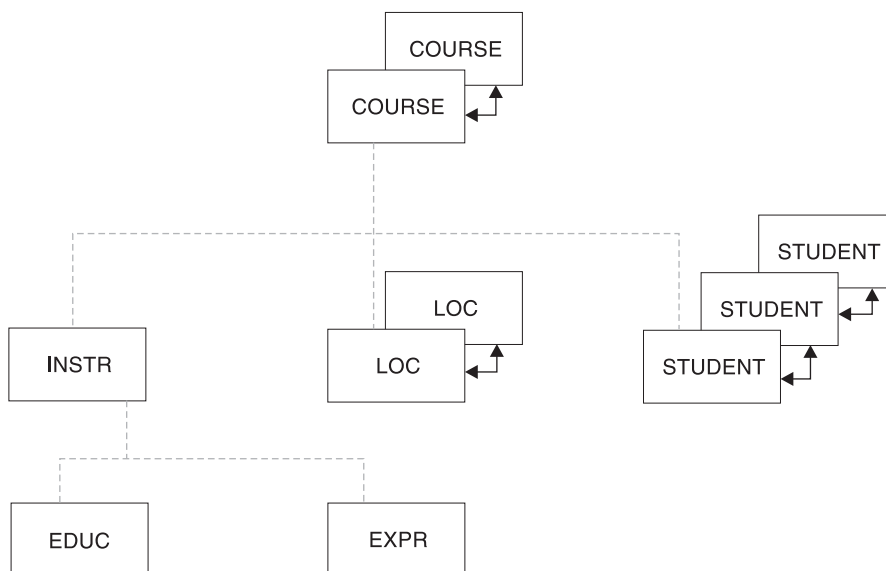 COURSE
COURSE
STUDENT
LOC
STUDENT
INSTR
LOC
STUDENT
EDUC
EXPR